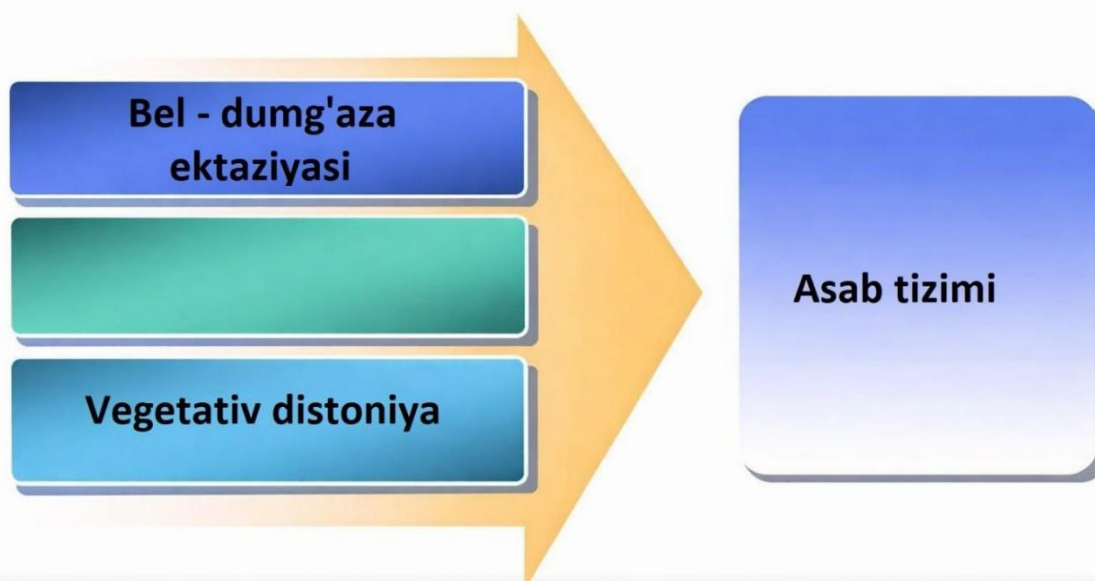 Bel - dumg'aza
ektaziyasi
Vegetativ distoniya
Asab tizimi